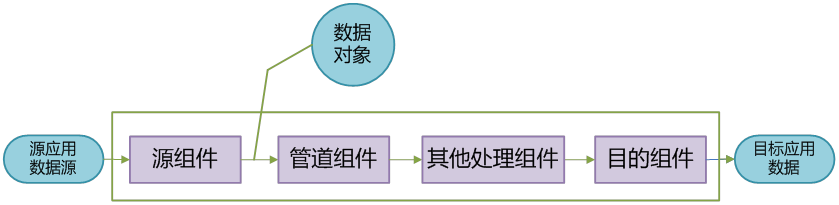 数据
对象
源应用
数据源
源组件
管道组件
其他处理组件
目的组件
目标应用
数据